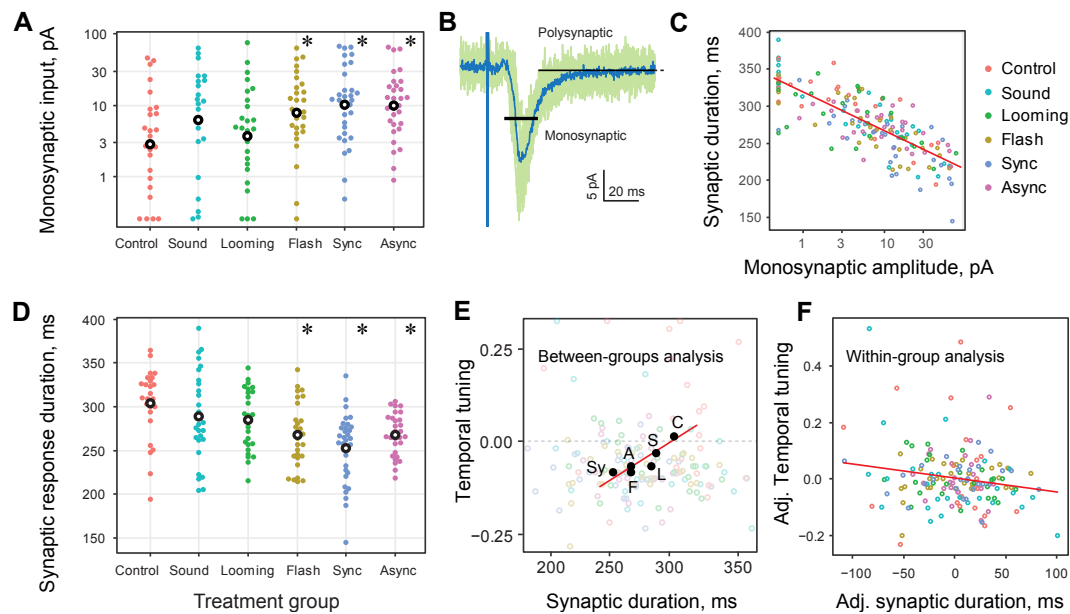 A
Monosynaptic input, pA
100
30
10
3
1
* * *
Control Sound Looming Flash Sync Async
B
Polysynaptic
Monosynaptic
5 pA
20 ms
C
Synaptic duration, ms
400
350
300
250
200
150
1 3 10 30
Monosynaptic amplitude, pA
Control
Sound
Looming
Flash
Sync
Async
D
Synaptic response duration, ms
400
350
300
250
200
150
* * *
Control Sound Looming Flash Sync Async
Treatment group
E
Temporal tuning
0.25
0.00
−0.25
Between-groups analysis
C
S
A
Sy
L
F
200 250 300 350
Synaptic duration, ms
F
Adj. Temporal tuning
0.4
0.2
0.0
−0.2
Within-group analysis
−100 −50 0 50 100
Adj. synaptic duration, ms